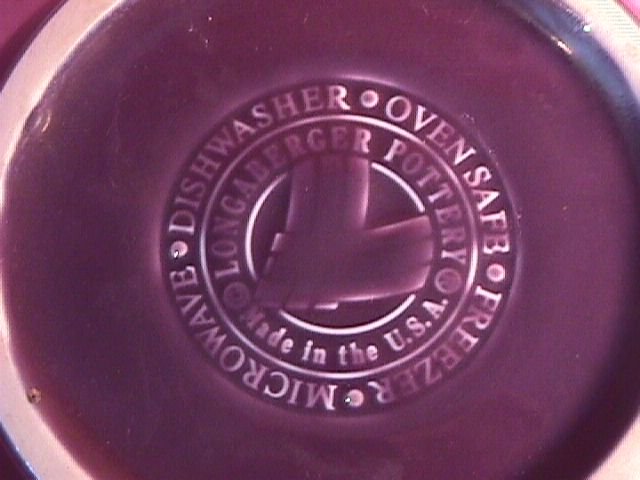 DISHWASHER • OVEN SAFE • FREEZER • MICROWAVE •
LONGABERGER POTTERY
Made in the U.S.A.